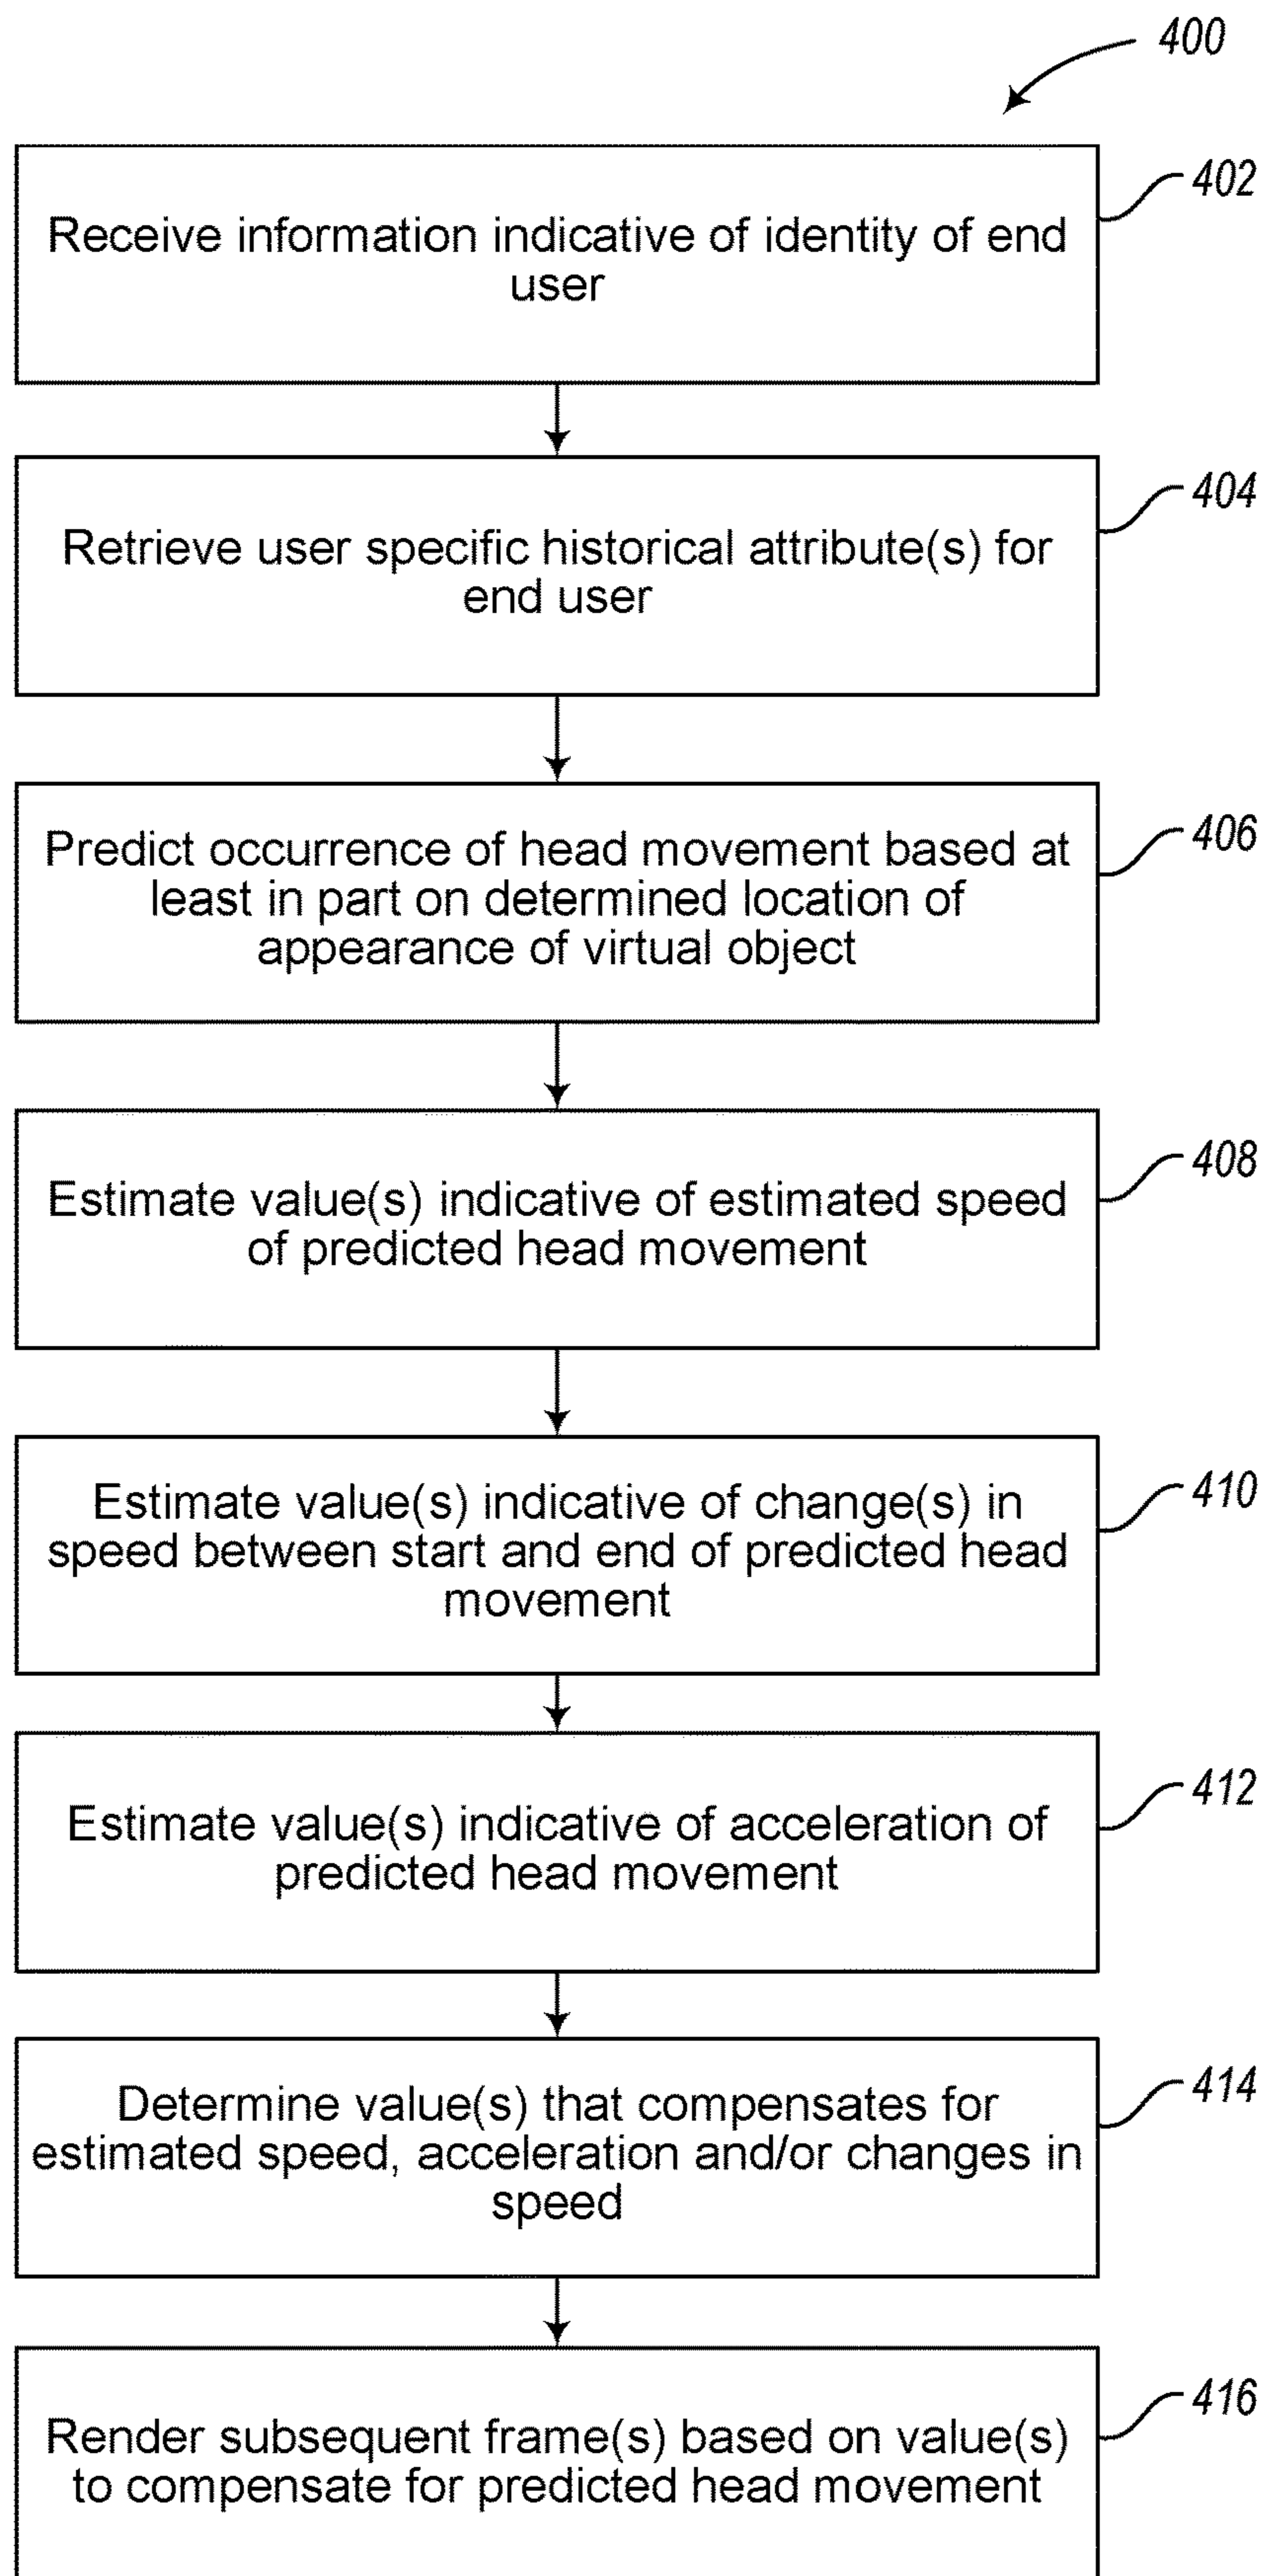 400
402
Receive information indicative of identity of end
user
404
Retrieve user specific historical attribute(s) for
end user
406
Predict occurrence of head movement based at
least in part on determined location of
appearance of virtual object
408
Estimate value(s) indicative of estimated speed
of predicted head movement
410
Estimate value(s) indicative of change(s) in
speed between start and end of predicted head
movement
412
Estimate value(s) indicative of acceleration of
predicted head movement
414
Determine value(s) that compensates for
estimated speed, acceleration and/or changes in
speed
416
Render subsequent frame(s) based on value(s)
to compensate for predicted head movement